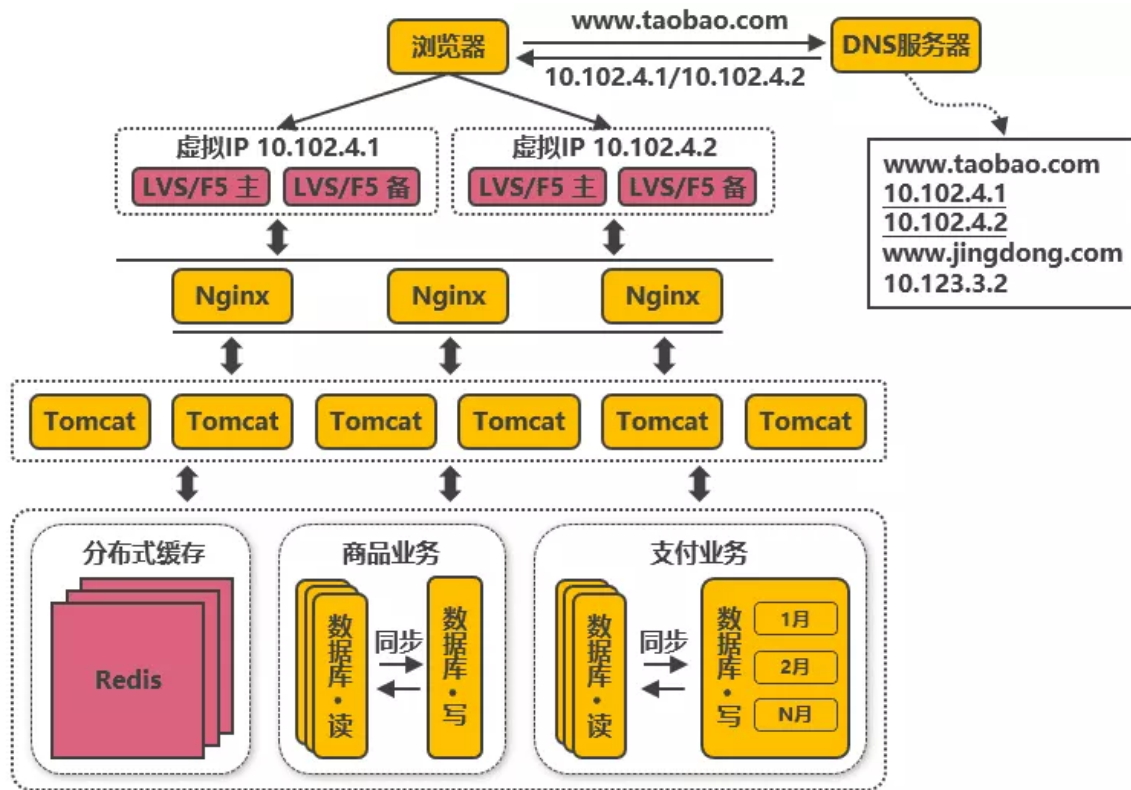 www.taobao.com
浏览器
DNS服务器
10.102.4.1/10.102.4.2
虚拟IP 10.102.4.1
虚拟IP 10.102.4.2
LVS/F5 主
LVS/F5 备
LVS/F5 主
LVS/F5 备
www.taobao.com
10.102.4.1
10.102.4.2
www.jingdong.com
10.123.3.2
Nginx
Nginx
Nginx
Tomcat
Tomcat
Tomcat
Tomcat
Tomcat
Tomcat
分布式缓存
Redis
商品业务
数据库·读
同步
数据库·写
支付业务
数据库·读
同步
数据库·写
1月
2月
N月